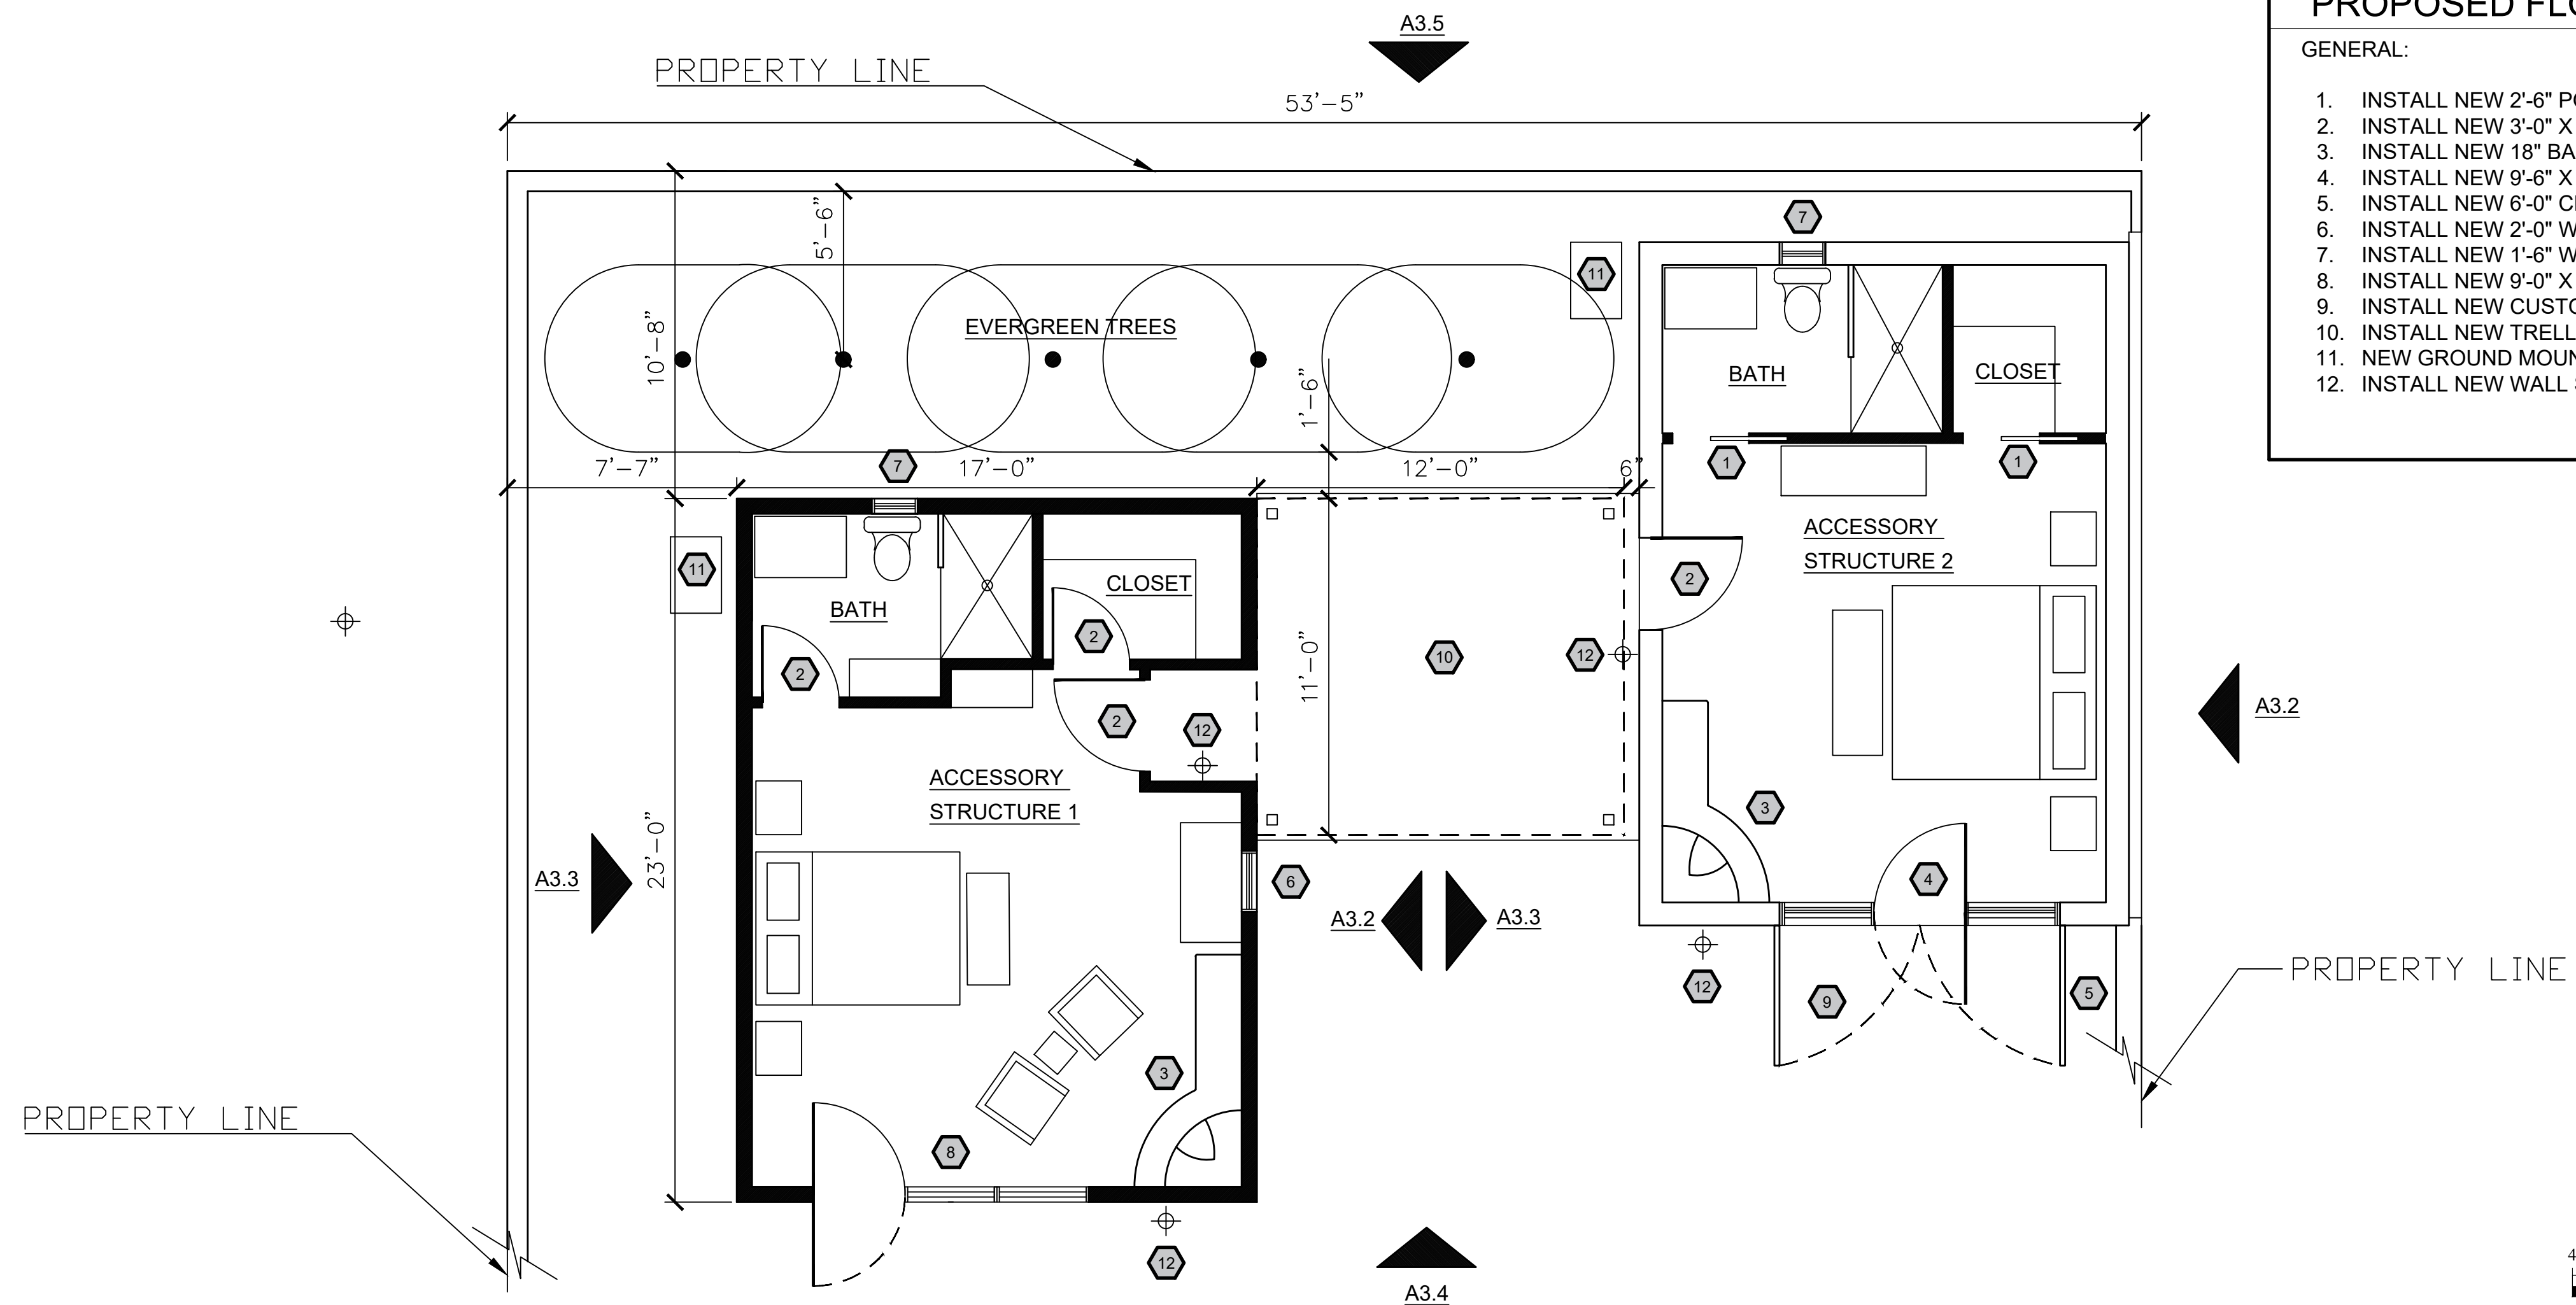 A3.5
PROPERTY LINE
53'-5"
PROPOSED
GENERAL:
1. INSTALL NEW 2'-6"
2. INSTALL NEW 3'-0" X
3. INSTALL NEW 18"
4. INSTALL NEW 9'-6" X
5. INSTALL NEW 6'-0"
6. INSTALL NEW 2'-0"
7. INSTALL NEW 1'-6"
8. INSTALL NEW 9'-0" X
9. INSTALL NEW
10. INSTALL NEW
11. NEW GROUND
12. INSTALL NEW WALL
5'-6"
7
11
10'-8"
EVERGREEN TREES
BATH
CLOSET
1'-6"
7'-7"
7
17'-0"
12'-0"
6"
1
1
ACCESSORY
STRUCTURE 2
11
CLOSET
BATH
2
2
2
11'-0"
10
12
2
12
A3.2
ACCESSORY
STRUCTURE 1
3
23'-0"
A3.3
6
4
A3.2
A3.3
12
9
5
PROPERTY LINE
3
PROPERTY LINE
8
12
A3.4
4